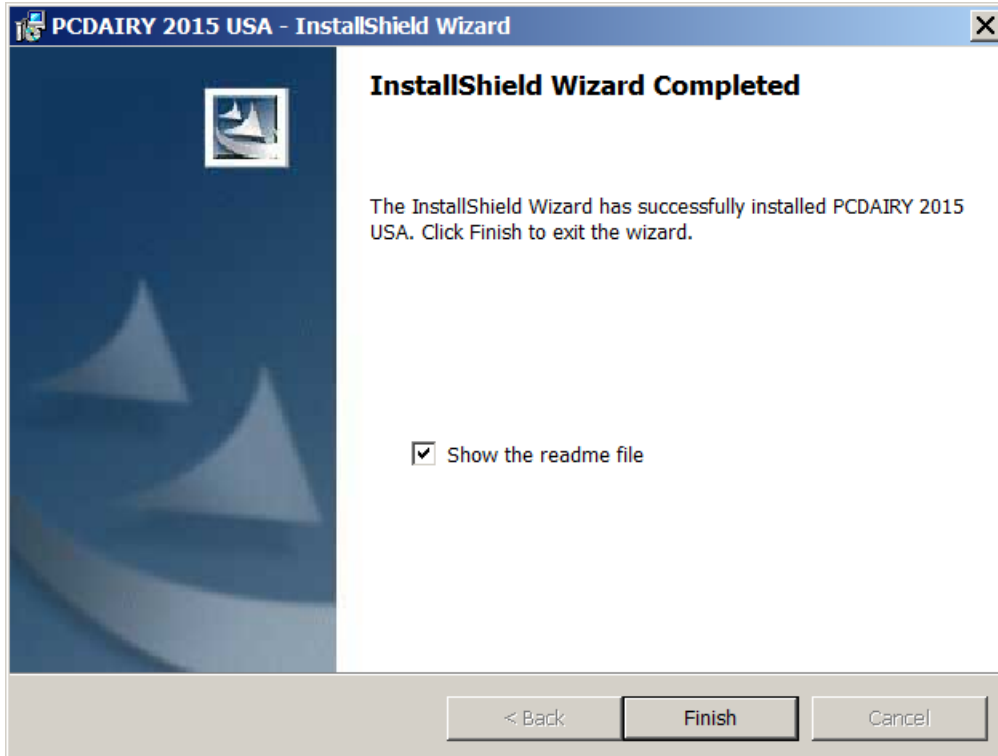 PCDAIRY 2015 USA - InstallShield Wizard
InstallShield Wizard Completed
The InstallShield Wizard has successfully installed PCDAIRY 2015
USA. Click Finish to exit the wizard.
Show the readme file
< Back Finish Cancel